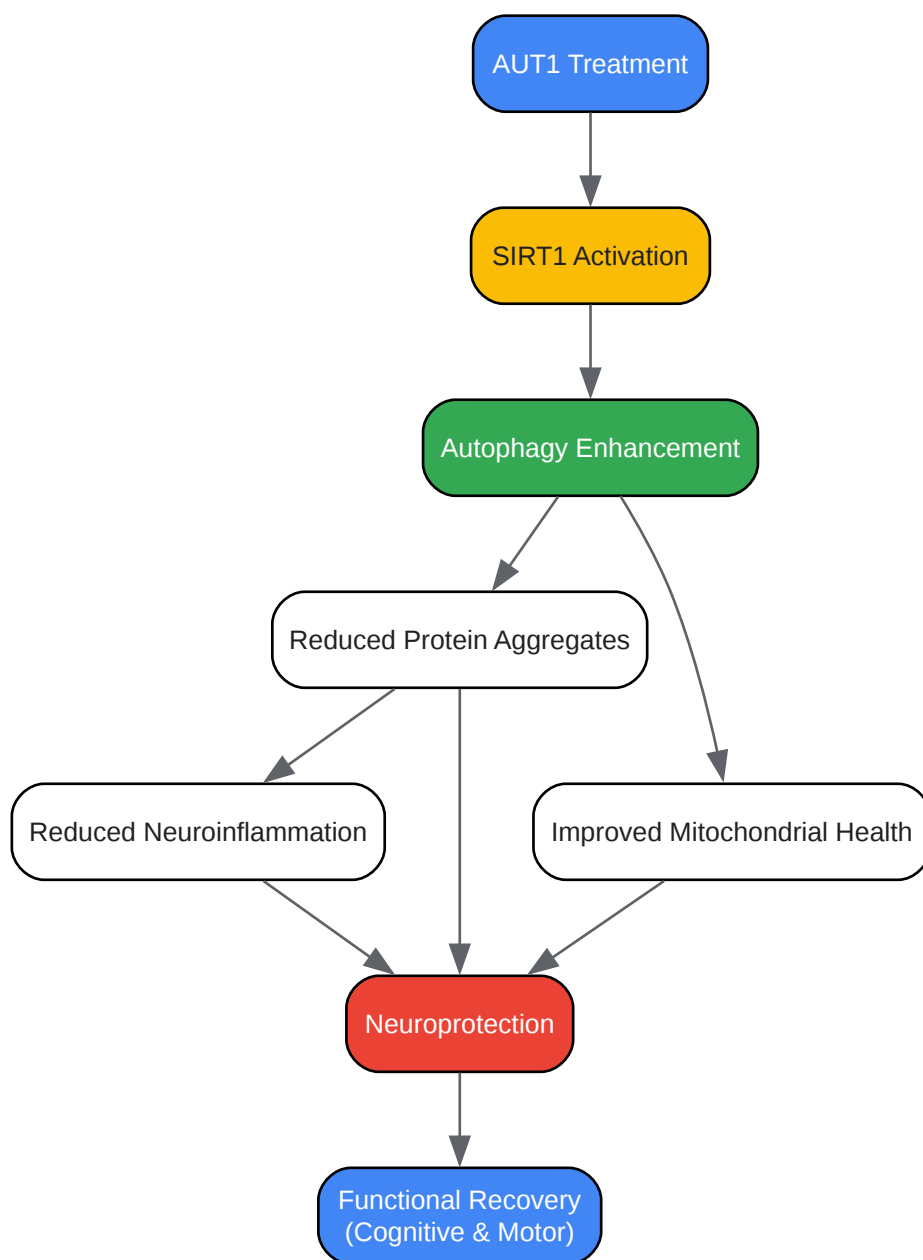 AUT1 Treatment
SIRT1 Activation
Autophagy Enhancement
Reduced Protein Aggregates
Reduced Neuroinflammation
Improved Mitochondrial Health
Neuroprotection
Functional Recovery
(Cognitive & Motor)